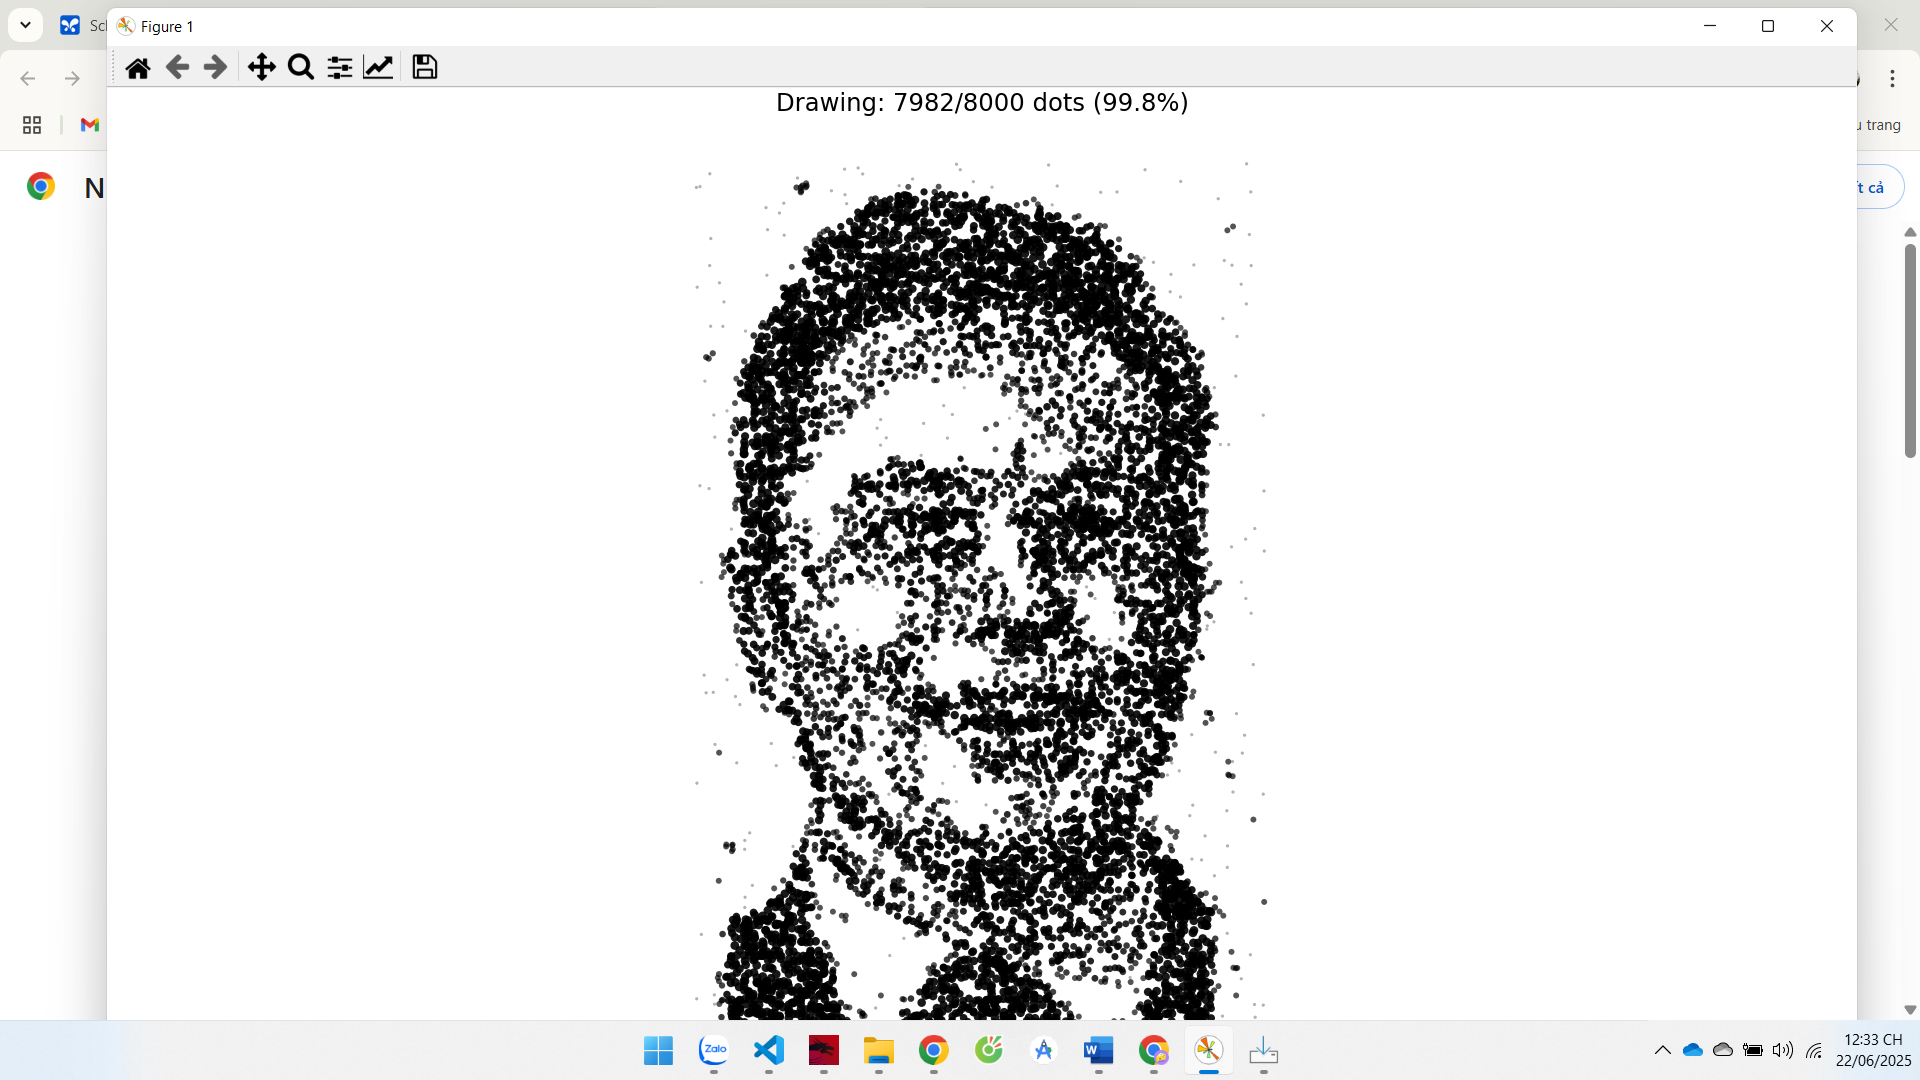 Sc
Figure 1
Drawing: 7982/8000 dots (99.8%)
u trang
N
t cả
Zalo
W
12:33 CH
22/06/2025